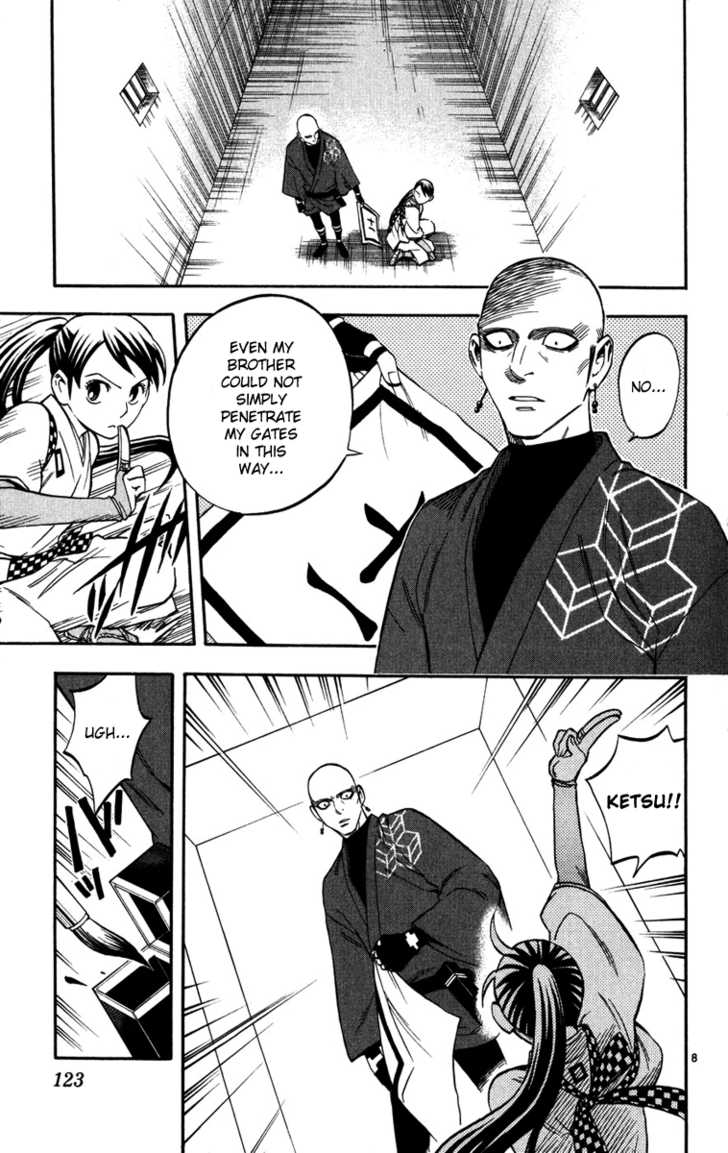 NO...
EVEN MY
BROTHER
COULD NOT
SIMPLY
PENETRATE
MY GATES
IN THIS
WAY...
KETSU!!
UGH...
8
123